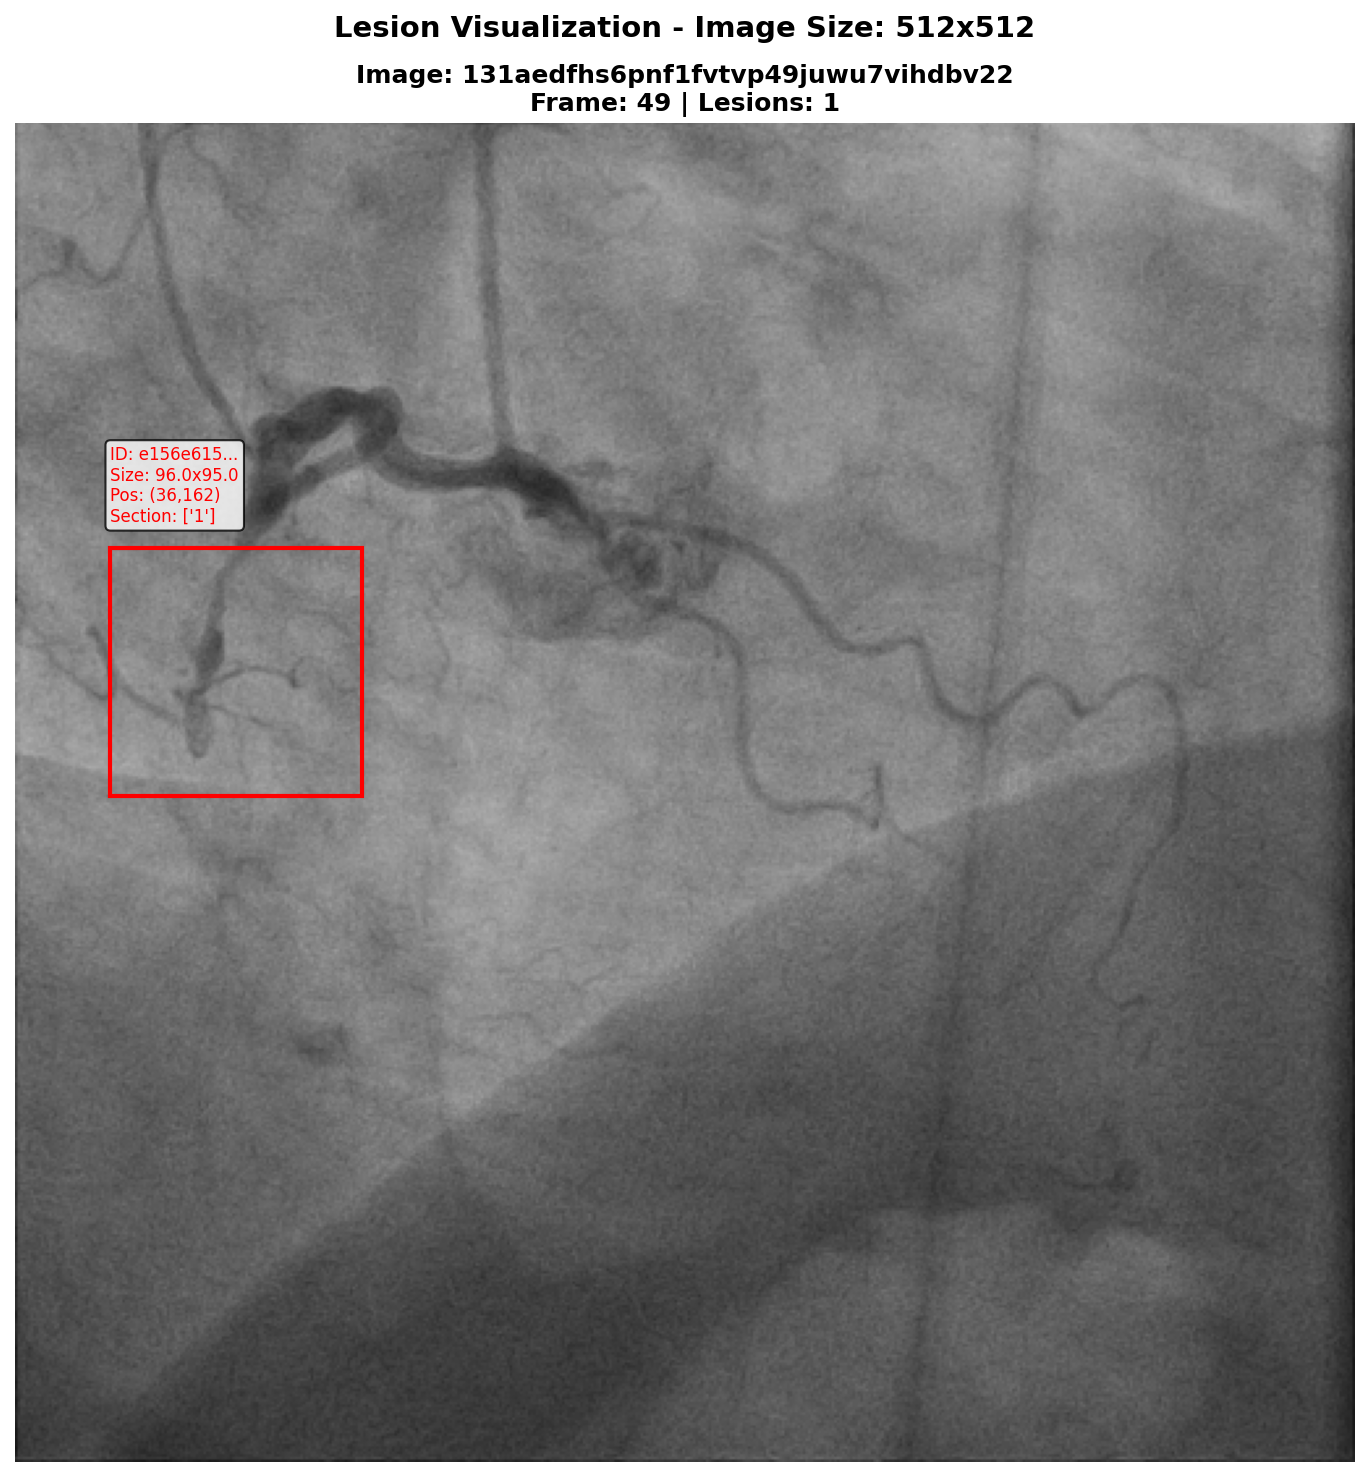 Lesion Visualization - Image Size: 512x512
Image: 131aedfhs6pnf1fvtvp49juwu7vihdbv22
Frame: 49 | Lesions: 1
ID: e156e615...
Size: 96.0x95.0
Pos: (36,162)
Section: ['1']